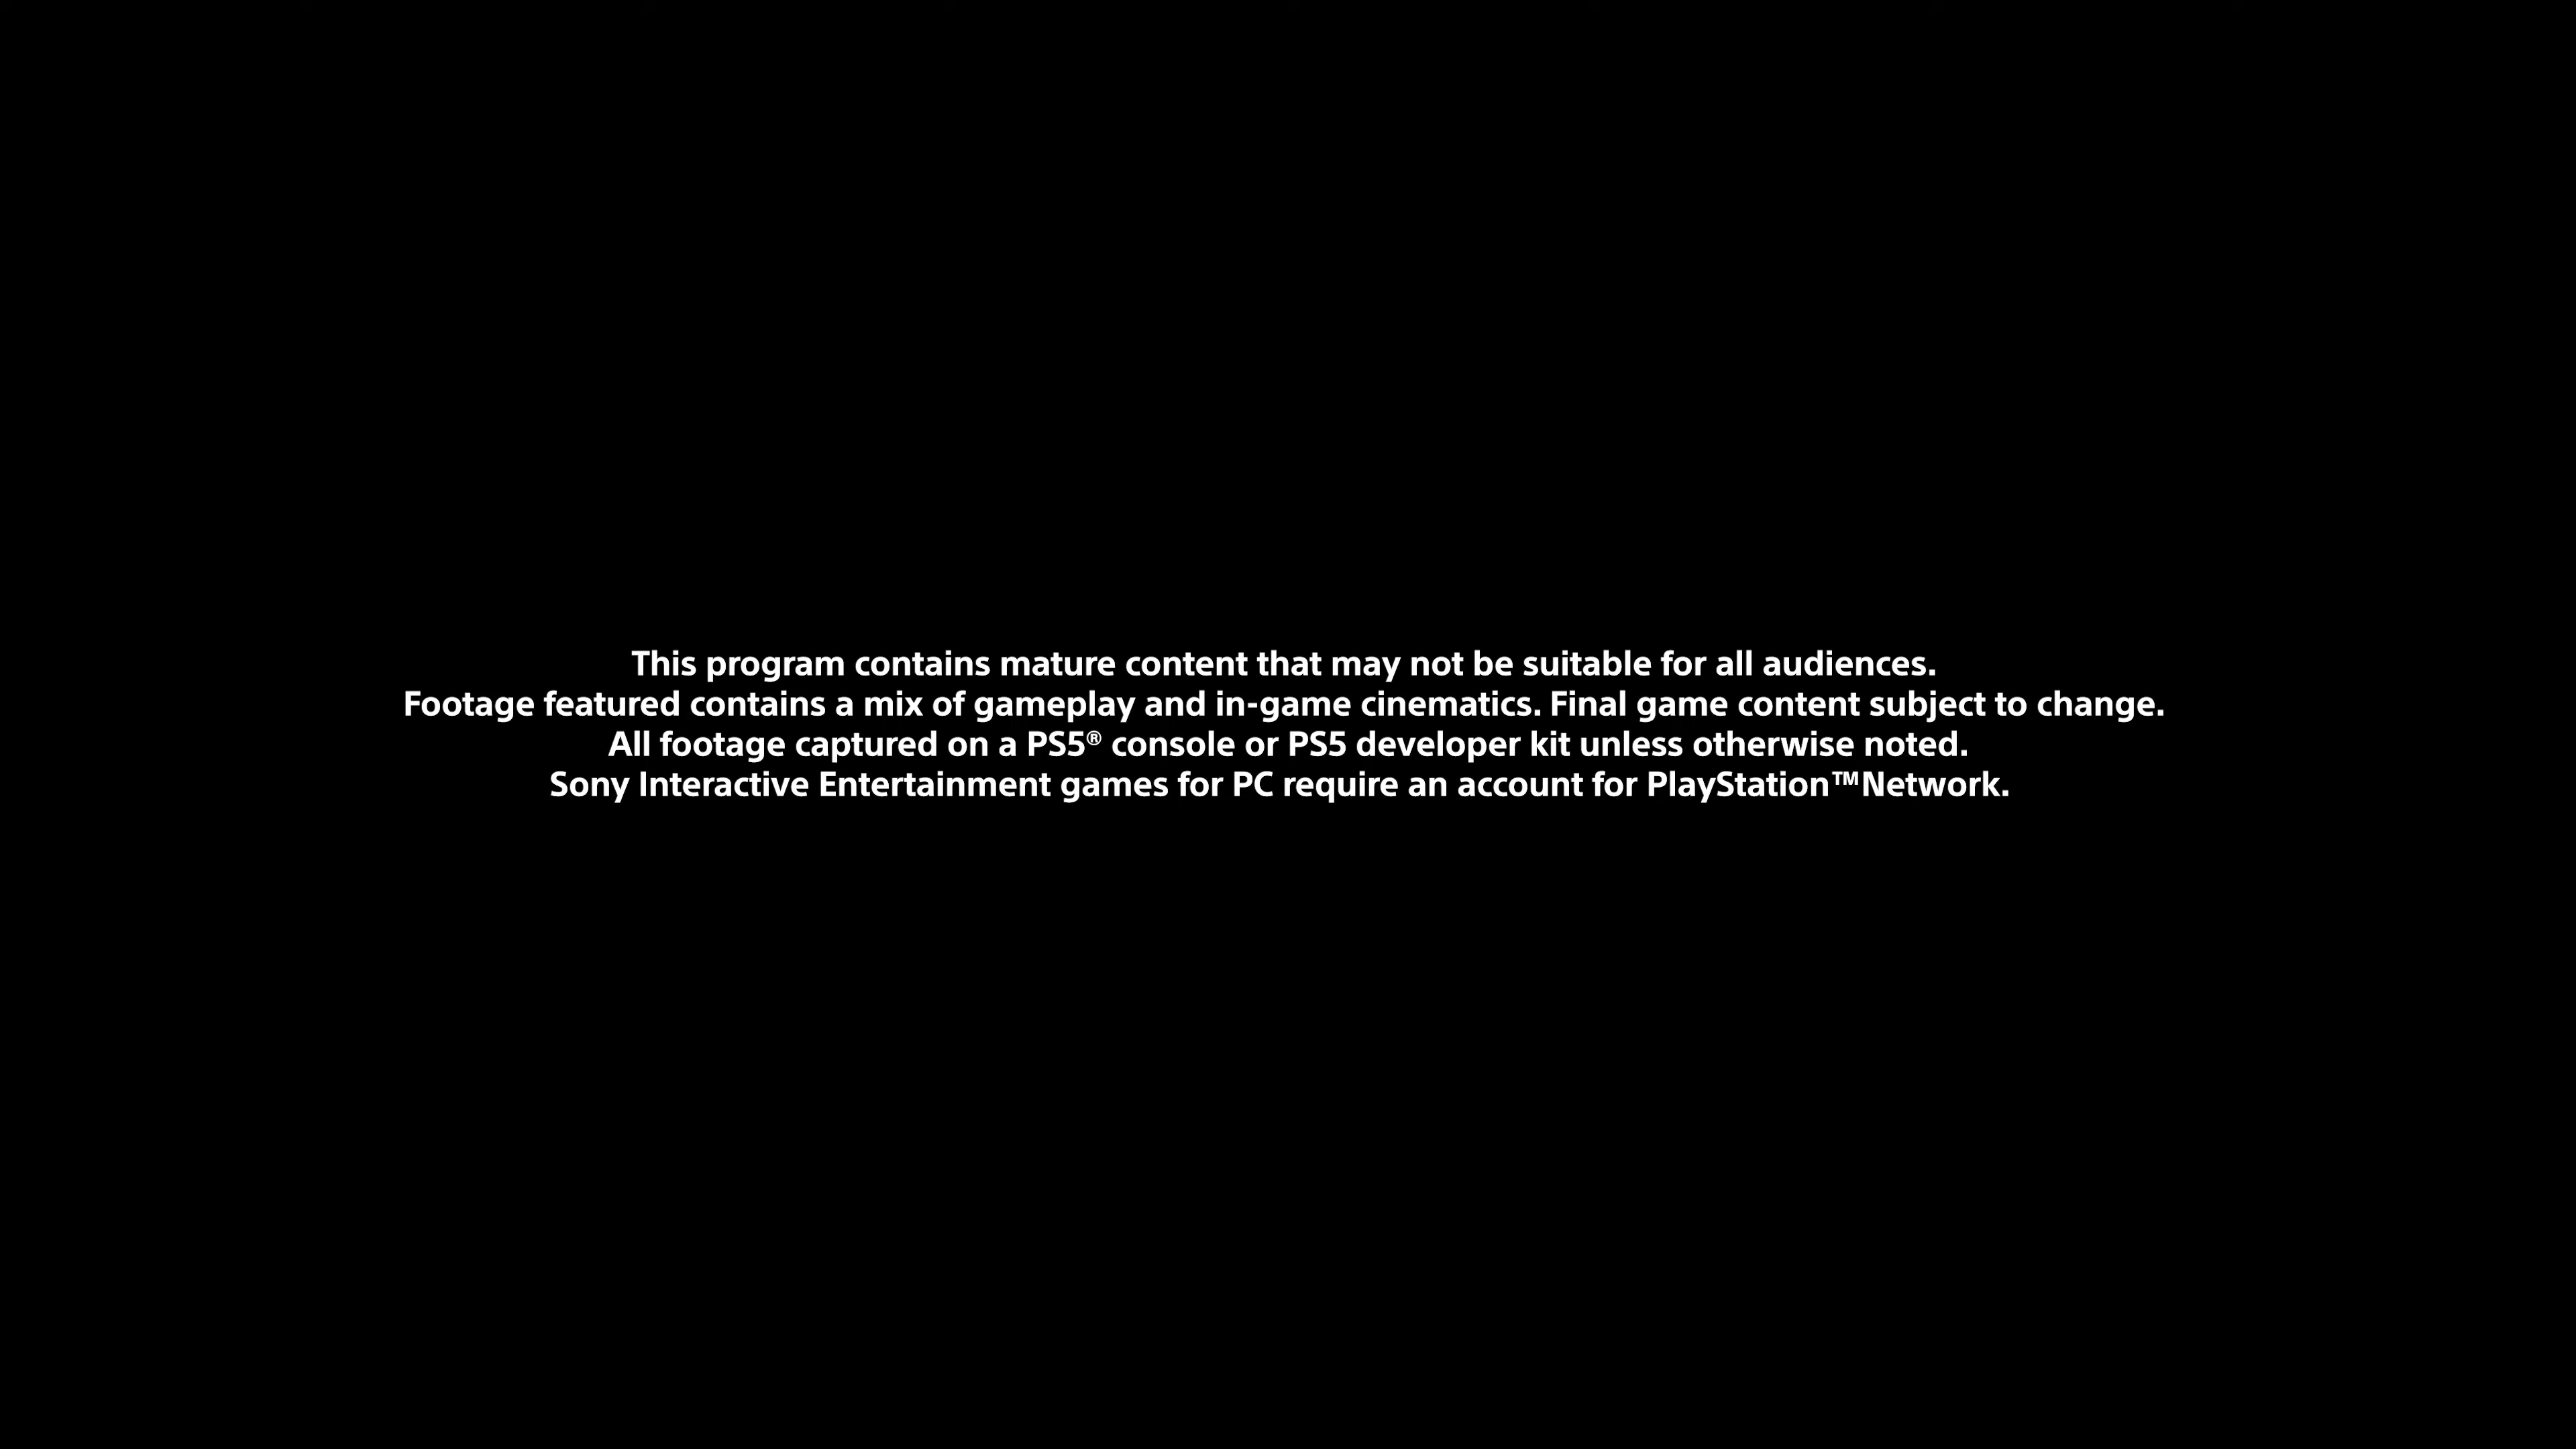 This program contains mature content that may not be suitable for all audiences.
Footage featured contains a mix of gameplay and in-game cinematics. Final game content subject to change.
All footage captured on a PS5® console or PS5 developer kit unless otherwise noted.
Sony Interactive Entertainment games for PC require an account for PlayStation™Network.